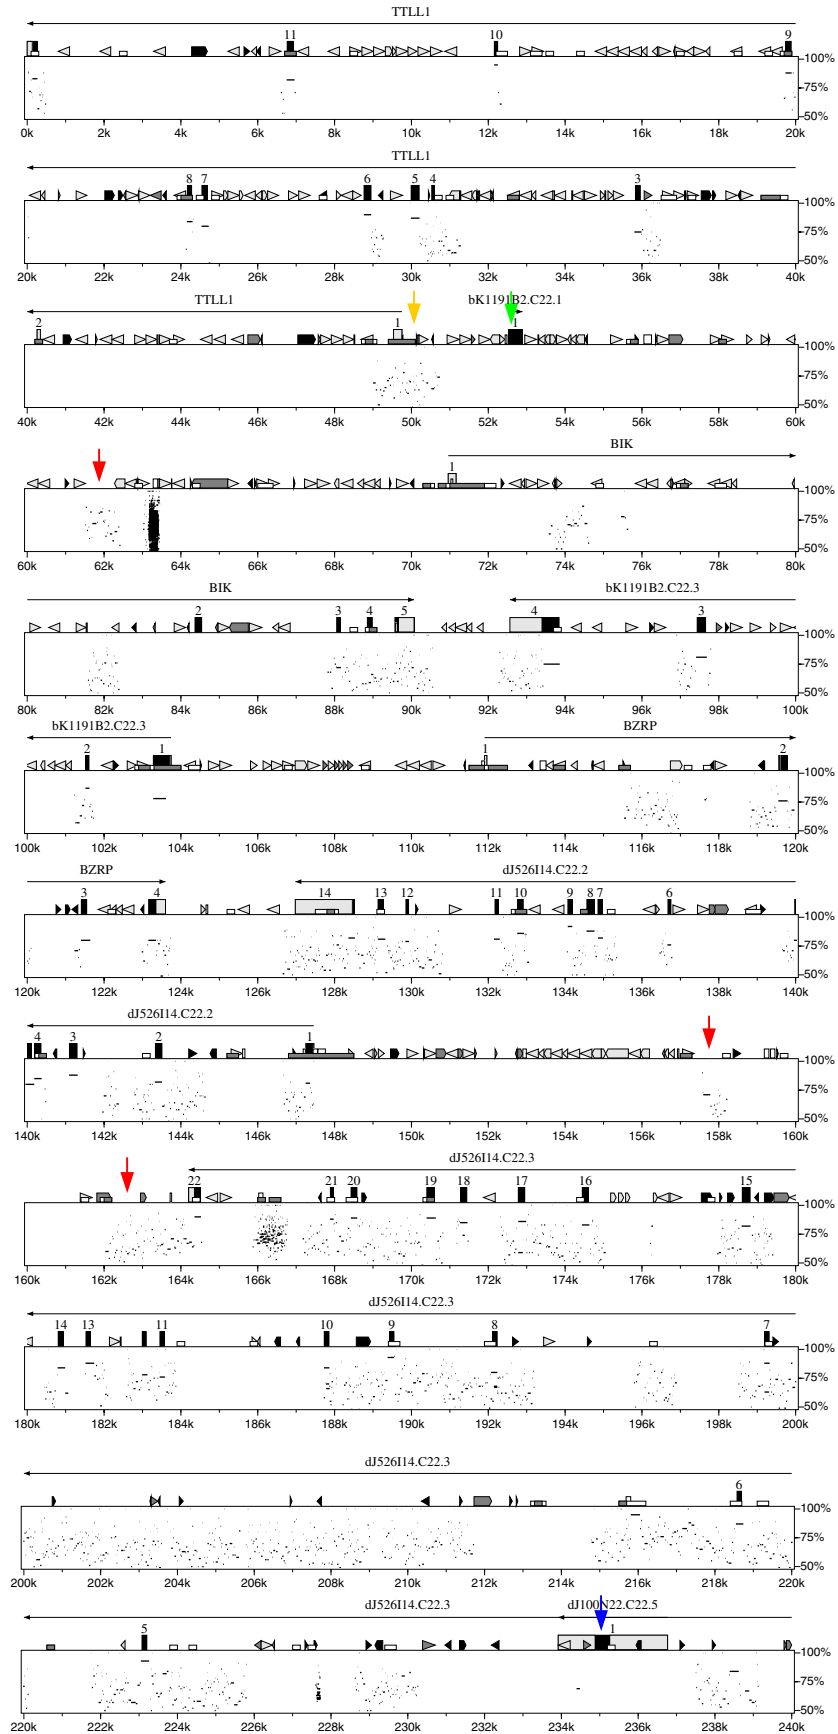 TTLL1
11 10 9
100%
75%
50%
0k 2k 4k 6k 8k 10k 12k 14k 16k 18k 20k
TTLL1
8 7 6 5 4 3
100%
75%
50%
20k 22k 24k 26k 28k 30k 32k 34k 36k 38k 40k
TTLL1 bK1191B2.C22.1
2 1 1
100%
75%
50%
40k 42k 44k 46k 48k 50k 52k 54k 56k 58k 60k
BIK
1
100%
75%
50%
60k 62k 64k 66k 68k 70k 72k 74k 76k 78k 80k
BIK bK1191B2.C22.3
2 3 4 5 4 3
100%
75%
50%
80k 82k 84k 86k 88k 90k 92k 94k 96k 98k 100k
bK1191B2.C22.3 BZRP
2 1 1 2
100%
75%
50%
100k 102k 104k 106k 108k 110k 112k 114k 116k 118k 120k
BZRP dJ526I14.C22.2
3 4 14 13 12 11 10 9 8 7 6
100%
75%
50%
120k 122k 124k 126k 128k 130k 132k 134k 136k 138k 140k
dJ526I14.C22.2
4 3 2 1
100%
75%
50%
140k 142k 144k 146k 148k 150k 152k 154k 156k 158k 160k
dJ526I14.C22.3
22 21 20 19 18 17 16 15
100%
75%
50%
160k 162k 164k 166k 168k 170k 172k 174k 176k 178k 180k
dJ526I14.C22.3
14 13 11 10 9 8 7
100%
75%
50%
180k 182k 184k 186k 188k 190k 192k 194k 196k 198k 200k
dJ526I14.C22.3
6
100%
75%
50%
200k 202k 204k 206k 208k 210k 212k 214k 216k 218k 220k
dJ526I14.C22.3 dJ100N22.C22.5
5 1
100%
75%
50%
220k 222k 224k 226k 228k 230k 232k 234k 236k 238k 240k